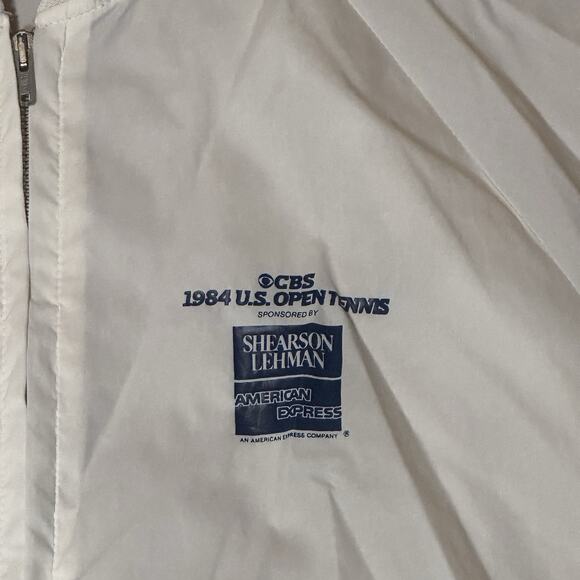 CBS
1984 U.S. OPEN TENNIS
SPONSORED BY
SHEARSON
LEHMAN
AMERICAN
EXPRESS
AN AMERICAN EXPRESS COMPANY ®